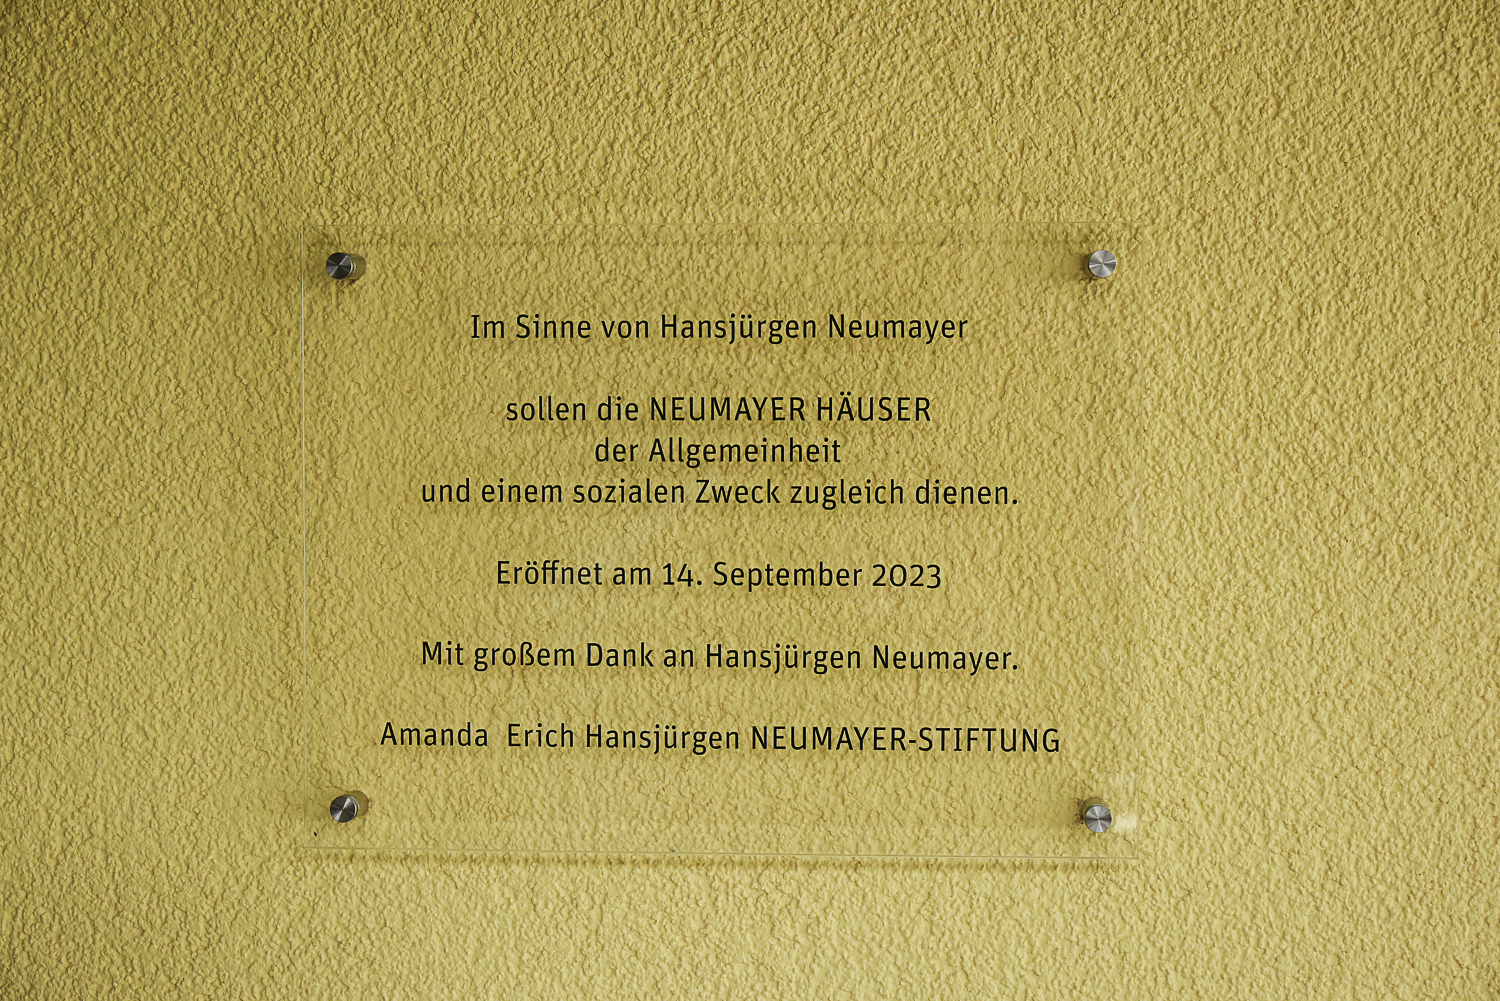 Im Sinne von Hansjürgen Neumayer
sollen die NEUMAYER HÄUSER
der Allgemeinheit
und einem sozialen Zweck zugleich dienen.
Eröffnet am 14. September 2023
Mit großem Dank an Hansjürgen Neumayer.
Amanda Erich Hansjürgen NEUMAYER-STIFTUNG